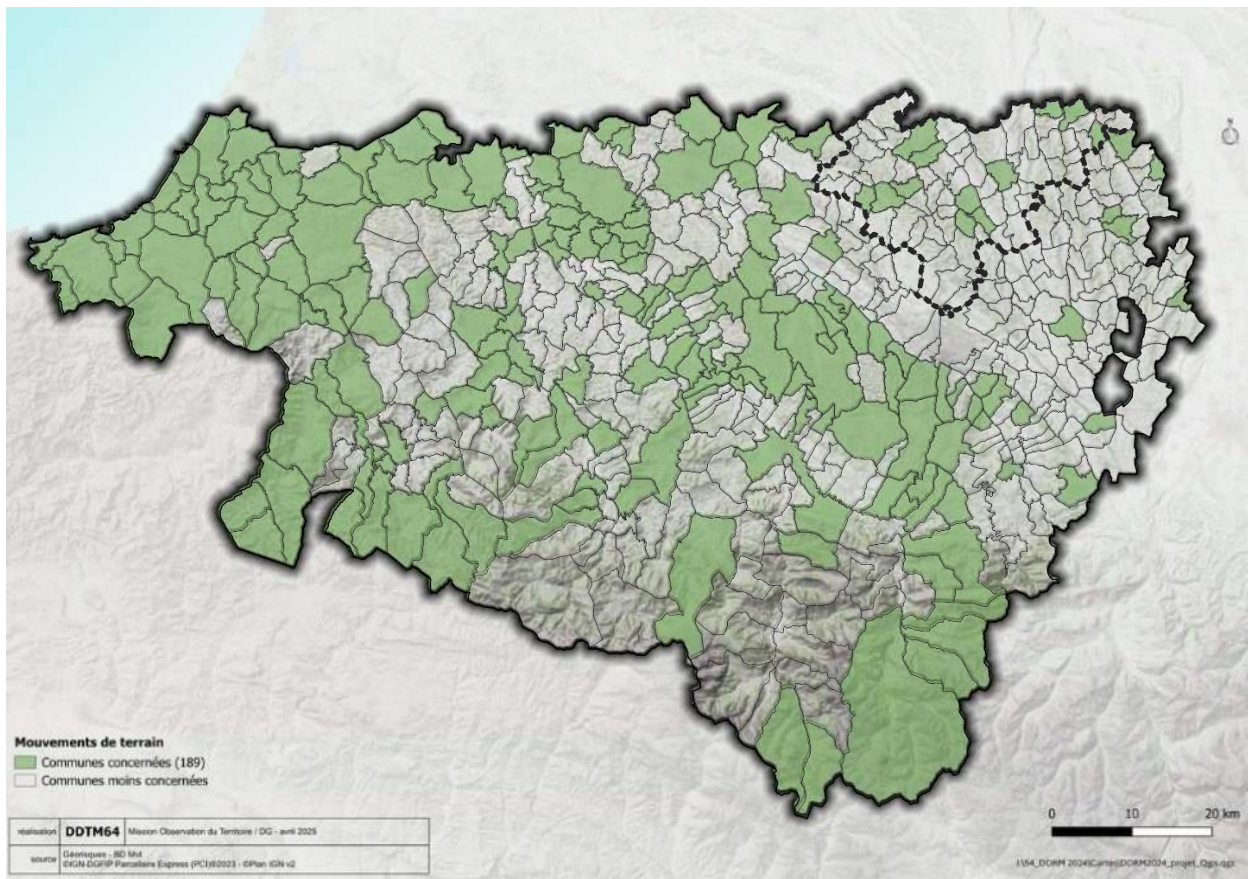 N
Mouvements de terrain
Communes concernées (189)
Communes moins concernées
0 10 20 km
réalisation DDTM64 Mission Observation du Territoire / DG - avril 2025
source Géorisques - BD Mvt
©IGN-DGFIP Parcellaire Express (PCI)®2023 - ©Plan IGN v2